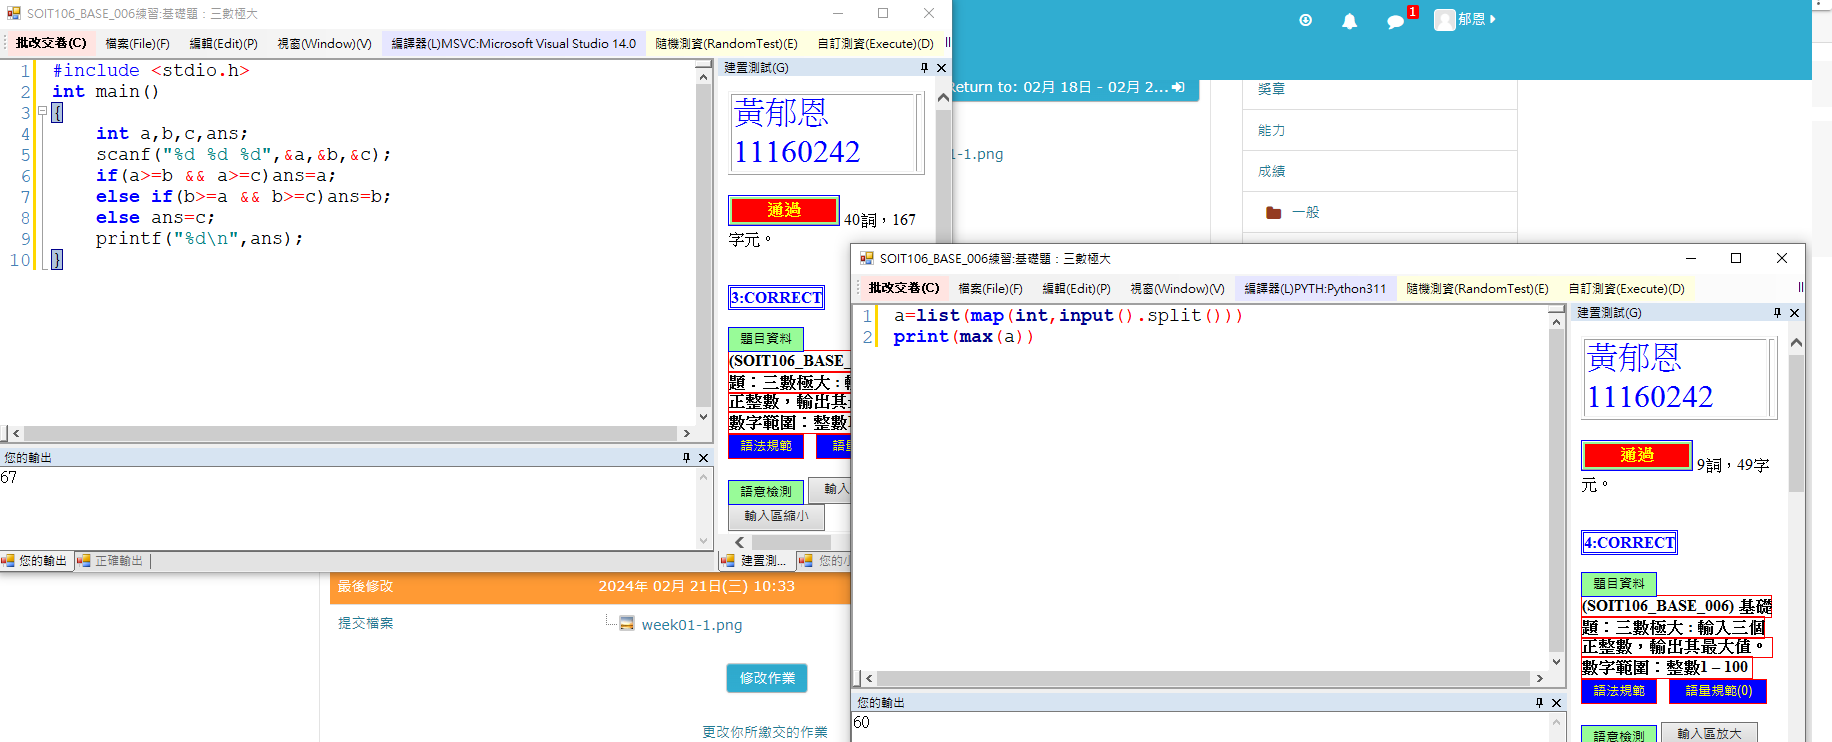 SOIT106_BASE_006練習:基礎題：三數極大
批改交卷(C) 檔案(File)(F) 編輯(Edit)(P) 視窗(Window)(V) 編譯器(L)MSVC:Microsoft Visual Studio 14.0 隨機測資(RandomTest)(E) 自訂測資(Execute)(D)
1 #include <stdio.h>
2 int main()
3 {
4 int a,b,c,ans;
5 scanf("%d %d %d",&a,&b,&c);
6 if(a>=b && a>=c)ans=a;
7 else if(b>=a && b>=c)ans=b;
8 else ans=c;
9 printf("%d\n",ans);
10 }
您的輸出
67
您的輸出 正確輸出
建置測試(G)
黃郁恩
11160242
通過 40詞，167
字元。
3:CORRECT
題目資料
(SOIT106_BASE_
題：三數極大：
正整數，輸出其
數字範圍：整數
語法規範
語意檢測 輸入
輸入區縮小
建置測... 您的
1 郁恩
Return to: 02月 18日 - 02月 2...
1-1.png
獎章
能力
成績
一般
SOIT106_BASE_006練習:基礎題：三數極大
批改交卷(C) 檔案(File)(F) 編輯(Edit)(P) 視窗(Window)(V) 編譯器(L)PYTH:Python311 隨機測資(RandomTest)(E) 自訂測資(Execute)(D)
1 a=list(map(int,input().split()))
2 print(max(a))
您的輸出
60
建置測試(G)
黃郁恩
11160242
通過 9詞，49字
元。
4:CORRECT
題目資料
(SOIT106_BASE_006) 基礎
題：三數極大：輸入三個
正整數，輸出其最大值。
數字範圍：整數1 – 100
語法規範 語量規範(0)
語意檢測 輸入區放大
最後修改 2024年 02月 21日(三) 10:33
提交檔案 week01-1.png
修改作業
更改你所繳交的作業